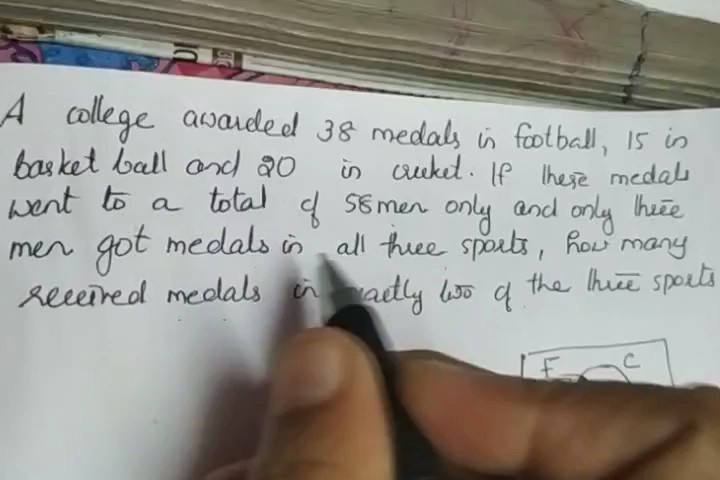 A college awarded 38 medals in football, 15 in
basket ball and 20 in cricket. If these medals
went to a total of 58 men only and only three
men got medals in all three sports, how many
received medals in two of the three sports
F C